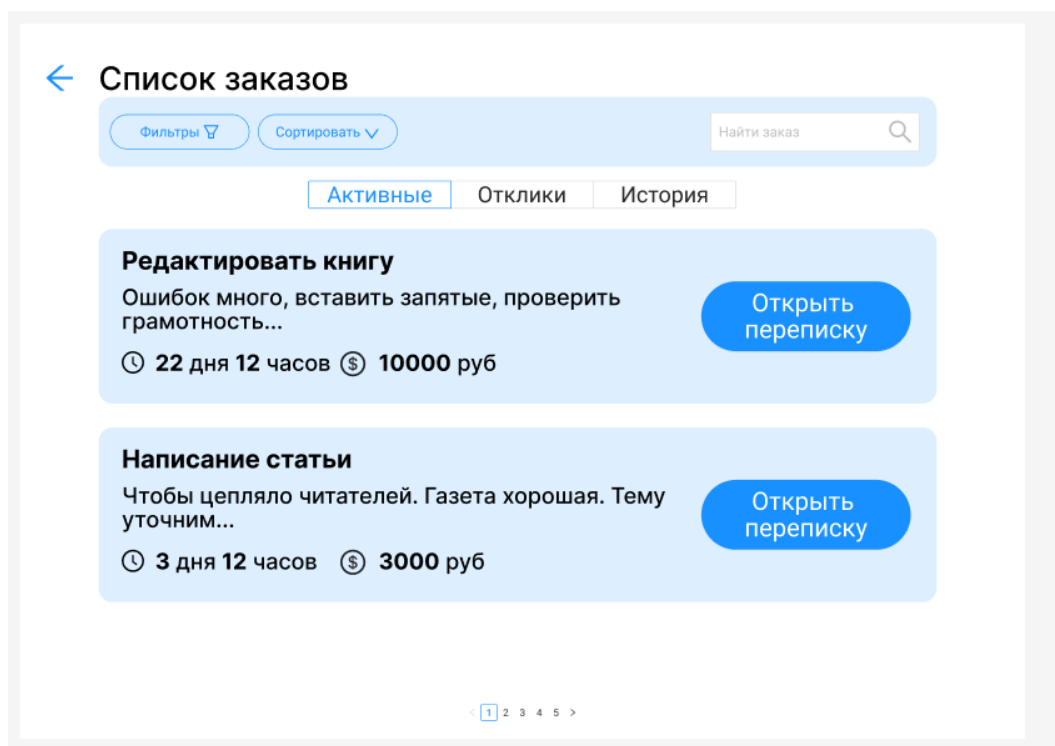 Список заказов
Фильтры
Сортировать
Найти заказ
Активные
Отклики
История
Редактировать книгу
Ошибок много, вставить запятые, проверить
грамотность...
22 дня 12 часов $ 10000 руб
Открыть
переписку
Написание статьи
Чтобы цепляло читателей. Газета хорошая. Тему
уточним...
3 дня 12 часов $ 3000 руб
Открыть
переписку
< 1 2 3 4 5 >